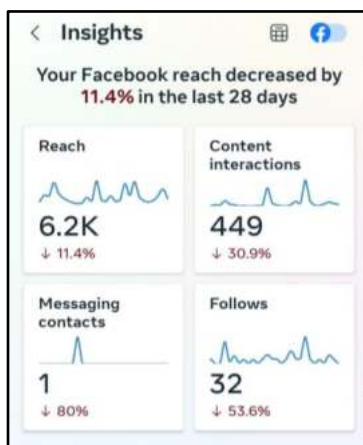 Insights
Your Facebook reach decreased by
11.4% in the last 28 days
Reach
6.2K
↓ 11.4%
Content
interactions
449
↓ 30.9%
Messaging
contacts
1
↓ 80%
Follows
32
↓ 53.6%